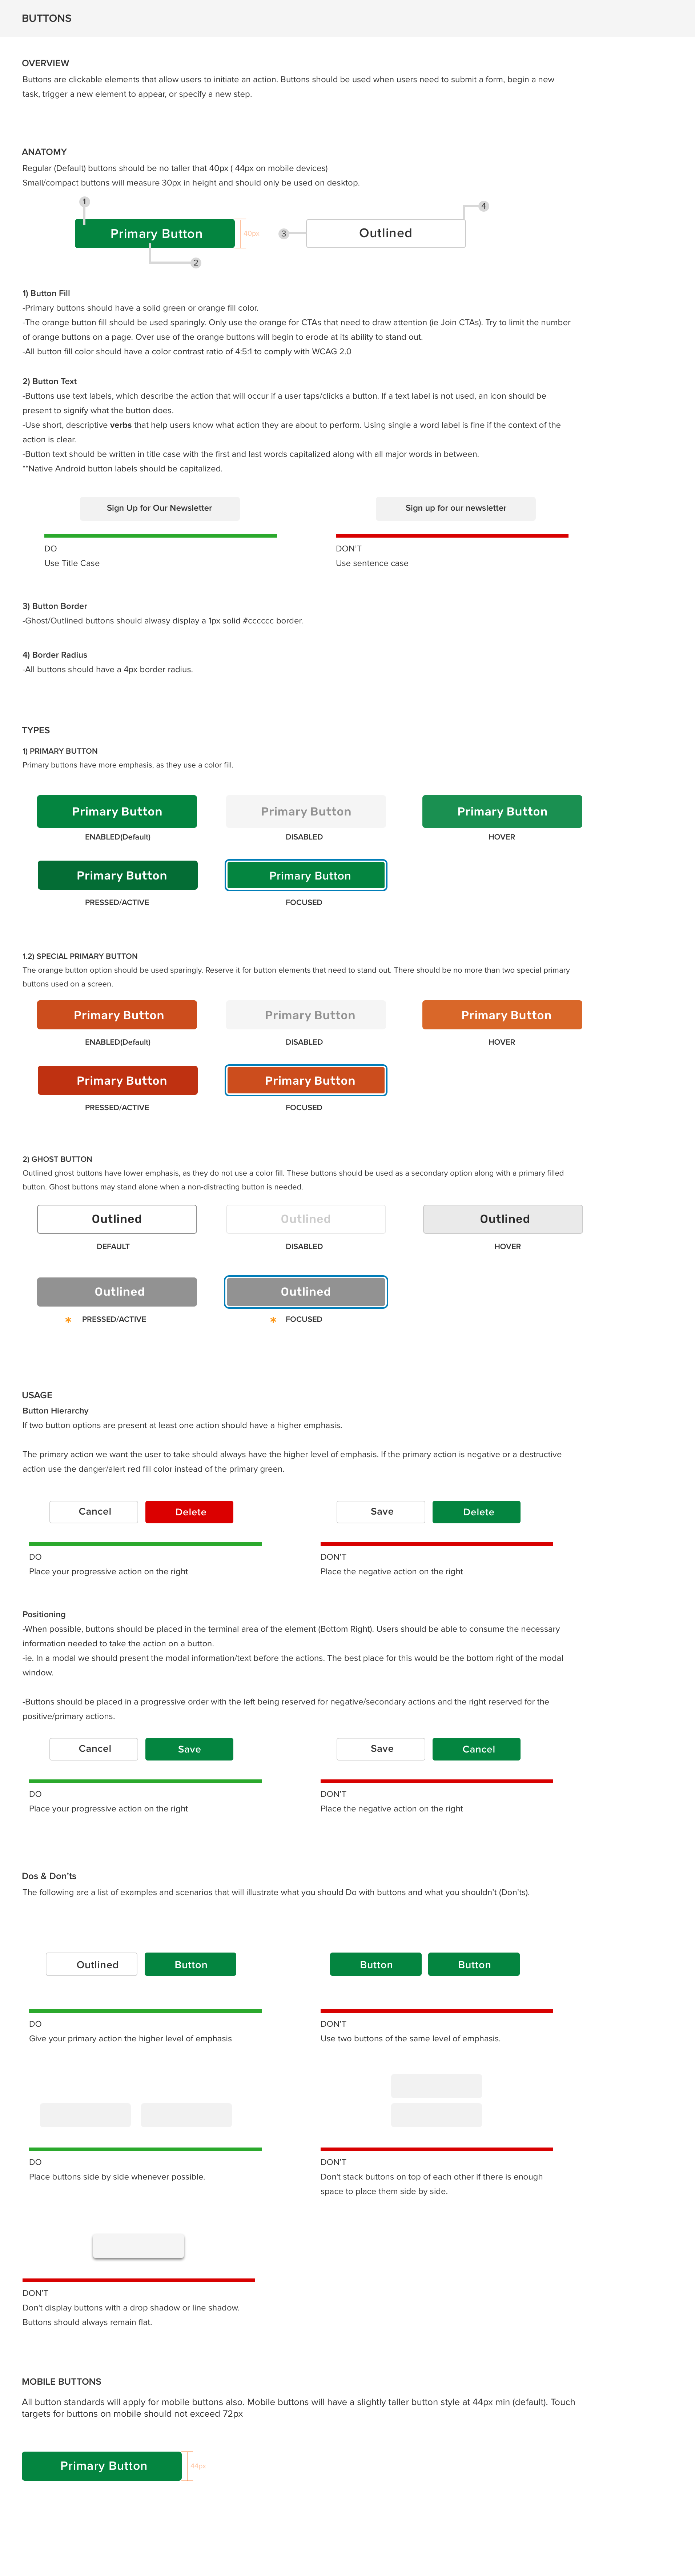 BUTTONS
OVERVIEW
Buttons are clickable elements that allow users to initiate an action. Buttons should be used when users need to submit a form, begin a new
task, trigger a new element to appear, or specify a new step.
ANATOMY
Regular (Default) buttons should be no taller that 40px ( 44px on mobile devices)
Small/compact buttons will measure 30px in height and should only be used on desktop.
1
4
Primary Button
40px
3
Outlined
2
1) Button Fill
-Primary buttons should have a solid green or orange fill color.
-The orange button fill should be used sparingly. Only use the orange for CTAs that need to draw attention (ie Join CTAs). Try to limit the number
of orange buttons on a page. Over use of the orange buttons will begin to erode at its ability to stand out.
-All button fill color should have a color contrast ratio of 4:5:1 to comply with WCAG 2.0
2) Button Text
-Buttons use text labels, which describe the action that will occur if a user taps/clicks a button. If a text label is not used, an icon should be
present to signify what the button does.
-Use short, descriptive verbs that help users know what action they are about to perform. Using single a word label is fine if the context of the
action is clear.
-Button text should be written in title case with the first and last words capitalized along with all major words in between.
**Native Android button labels should be capitalized.
Sign Up for Our Newsletter
Sign up for our newsletter
DO
DON'T
Use Title Case
Use sentence case
3) Button Border
-Ghost/Outlined buttons should alwasy display a 1px solid #cccccc border.
4) Border Radius
-All buttons should have a 4px border radius.
TYPES
1) PRIMARY BUTTON
Primary buttons have more emphasis, as they use a color fill.
Primary Button
Primary Button
Primary Button
ENABLED(Default)
DISABLED
HOVER
Primary Button
Primary Button
PRESSED/ACTIVE
FOCUSED
1.2) SPECIAL PRIMARY BUTTON
The orange button option should be used sparingly. Reserve it for button elements that need to stand out. There should be no more than two special primary
buttons used on a screen.
Primary Button
Primary Button
Primary Button
ENABLED(Default)
DISABLED
HOVER
Primary Button
Primary Button
PRESSED/ACTIVE
FOCUSED
2) GHOST BUTTON
Outlined ghost buttons have lower emphasis, as they do not use a color fill. These buttons should be used as a secondary option along with a primary filled
button. Ghost buttons may stand alone when a non-distracting button is needed.
Outlined
Outlined
Outlined
DEFAULT
DISABLED
HOVER
Outlined
Outlined
* PRESSED/ACTIVE
* FOCUSED
USAGE
Button Hierarchy
If two button options are present at least one action should have a higher emphasis.
The primary action we want the user to take should always have the higher level of emphasis. If the primary action is negative or a destructive
action use the danger/alert red fill color instead of the primary green.
Cancel
Delete
Save
Delete
DO
DON'T
Place your progressive action on the right
Place the negative action on the right
Positioning
-When possible, buttons should be placed in the terminal area of the element (Bottom Right). Users should be able to consume the necessary
information needed to take the action on a button.
-ie. In a modal we should present the modal information/text before the actions. The best place for this would be the bottom right of the modal
window.
-Buttons should be placed in a progressive order with the left being reserved for negative/secondary actions and the right reserved for the
positive/primary actions.
Cancel
Save
Save
Cancel
DO
DON'T
Place your progressive action on the right
Place the negative action on the right
Dos & Don'ts
The following are a list of examples and scenarios that will illustrate what you should Do with buttons and what you shouldn't (Don'ts).
Outlined
Button
Button
Button
DO
DON'T
Give your primary action the higher level of emphasis
Use two buttons of the same level of emphasis.
DO
DON'T
Place buttons side by side whenever possible.
Don't stack buttons on top of each other if there is enough
space to place them side by side.
DON'T
Don't display buttons with a drop shadow or line shadow.
Buttons should always remain flat.
MOBILE BUTTONS
All button standards will apply for mobile buttons also. Mobile buttons will have a slightly taller button style at 44px min (default). Touch
targets for buttons on mobile should not exceed 72px
Primary Button
44px